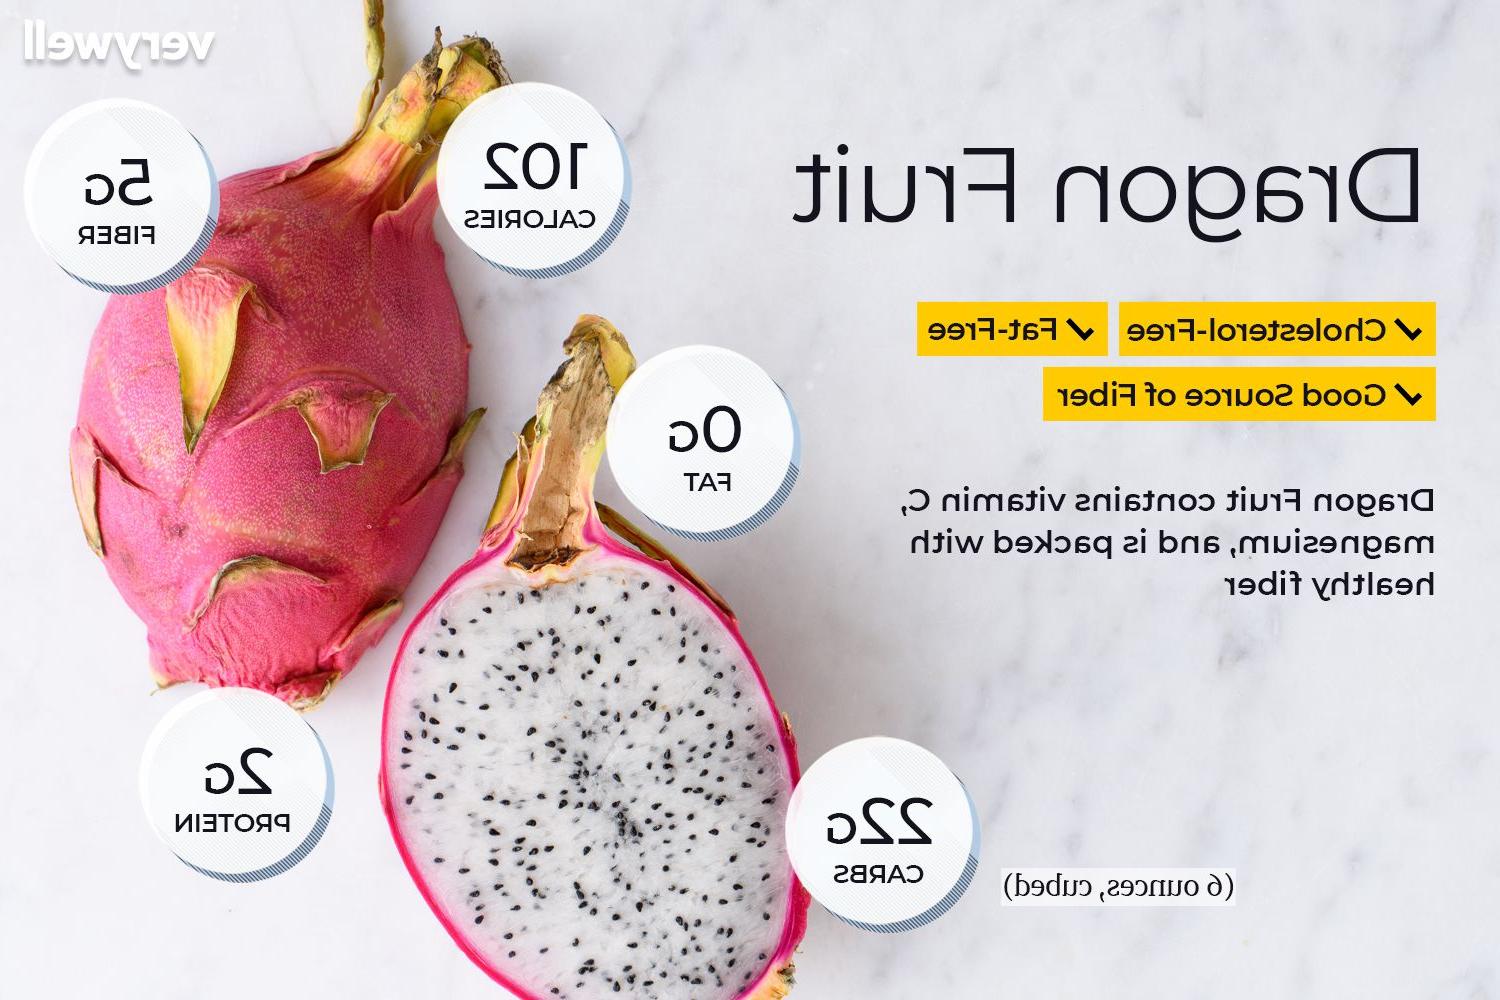 verywell
Dragon Fruit
✓ Cholesterol-Free ✓ Fat-Free
✓ Good Source of Fiber
Dragon Fruit contains vitamin C,
magnesium, and is packed with
healthy fiber
102
CALORIES
5G
FIBER
0G
FAT
2G
PROTEIN
22G
CARBS
(6 ounces, cubed)